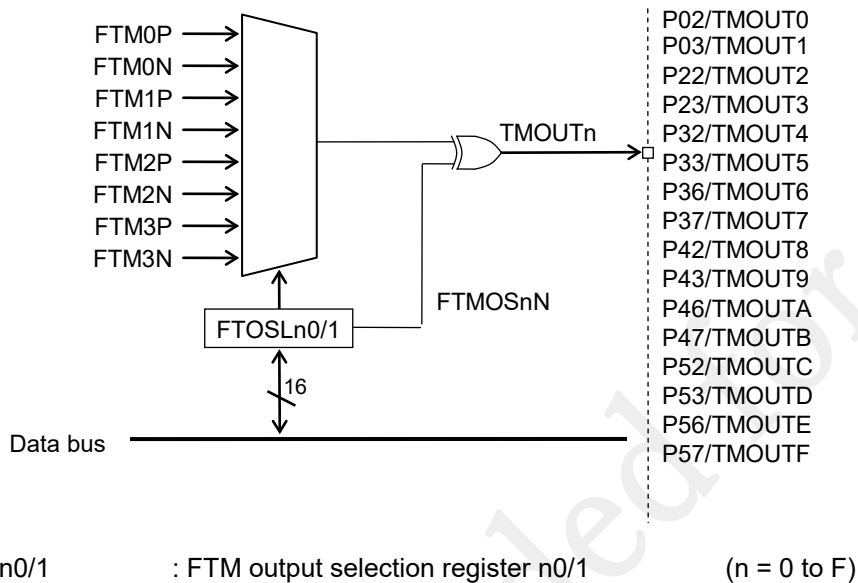 FTM0P
FTM0N
FTM1P
FTM1N
FTM2P
FTM2N
FTM3P
FTM3N
FTOSLn0/1
16
Data bus
FTMOSnN
TMOUTn
P02/TMOUT0
P03/TMOUT1
P22/TMOUT2
P23/TMOUT3
P32/TMOUT4
P33/TMOUT5
P36/TMOUT6
P37/TMOUT7
P42/TMOUT8
P43/TMOUT9
P46/TMOUTA
P47/TMOUTB
P52/TMOUTC
P53/TMOUTD
P56/TMOUTE
P57/TMOUTF
n0/1 : FTM output selection register n0/1 (n = 0 to F)